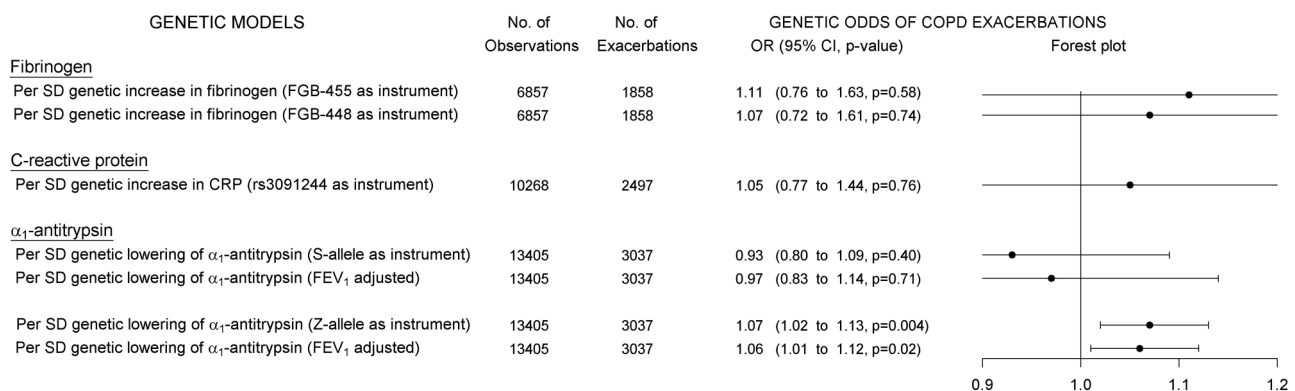 GENETIC MODELS No. of No. of GENETIC ODDS OF COPD EXACERBATIONS
Observations Exacerbations OR (95% CI, p-value) Forest plot
Fibrinogen
Per SD genetic increase in fibrinogen (FGB-455 as instrument) 6857 1858 1.11 (0.76 to 1.63, p=0.58)
Per SD genetic increase in fibrinogen (FGB-448 as instrument) 6857 1858 1.07 (0.72 to 1.61, p=0.74)
C-reactive protein
Per SD genetic increase in CRP (rs3091244 as instrument) 10268 2497 1.05 (0.77 to 1.44, p=0.76)
α₁-antitrypsin
Per SD genetic lowering of α₁-antitrypsin (S-allele as instrument) 13405 3037 0.93 (0.80 to 1.09, p=0.40)
Per SD genetic lowering of α₁-antitrypsin (FEV₁ adjusted) 13405 3037 0.97 (0.83 to 1.14, p=0.71)
Per SD genetic lowering of α₁-antitrypsin (Z-allele as instrument) 13405 3037 1.07 (1.02 to 1.13, p=0.004)
Per SD genetic lowering of α₁-antitrypsin (FEV₁ adjusted) 13405 3037 1.06 (1.01 to 1.12, p=0.02)
0.9 1.0 1.1 1.2